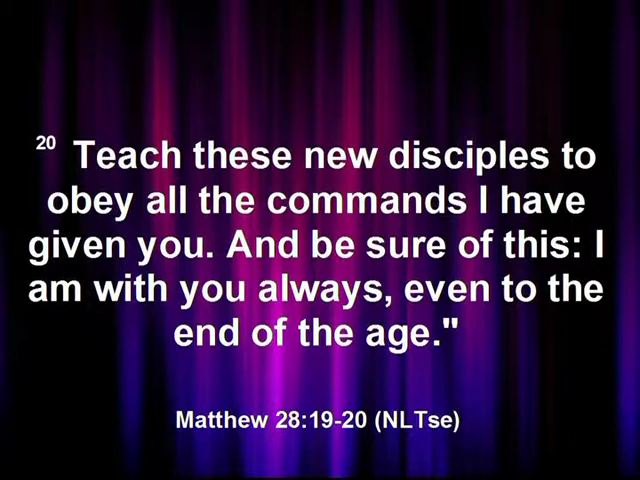 20 Teach these new disciples to
obey all the commands I have
given you. And be sure of this: I
am with you always, even to the
end of the age."
Matthew 28:19-20 (NLTse)